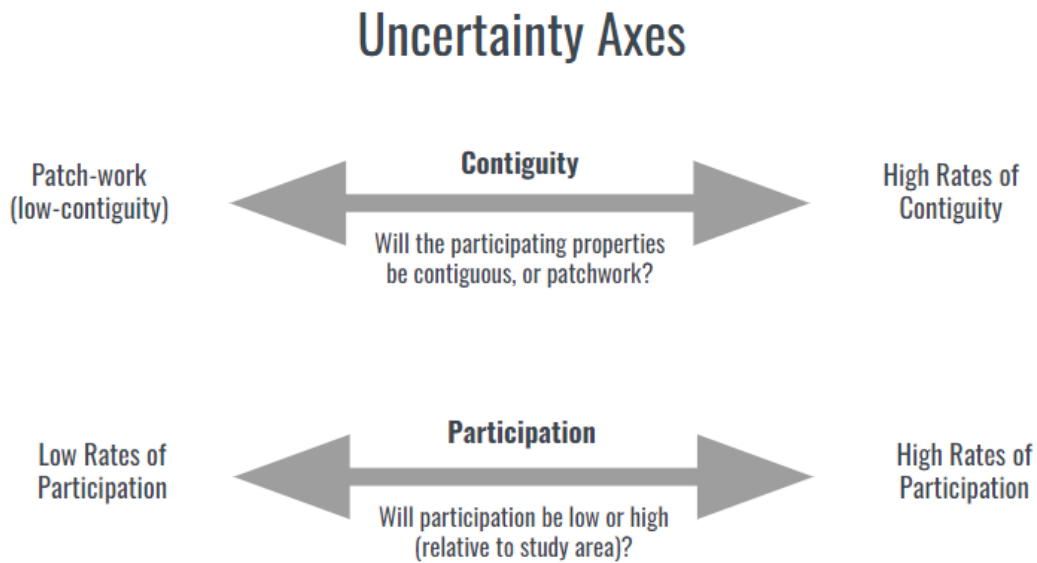 Uncertainty Axes
Patch-work
(low-contiguity)
Contiguity
Will the participating properties
be contiguous, or patchwork?
High Rates of
Contiguity
Low Rates of
Participation
Participation
Will participation be low or high
(relative to study area)?
High Rates of
Participation